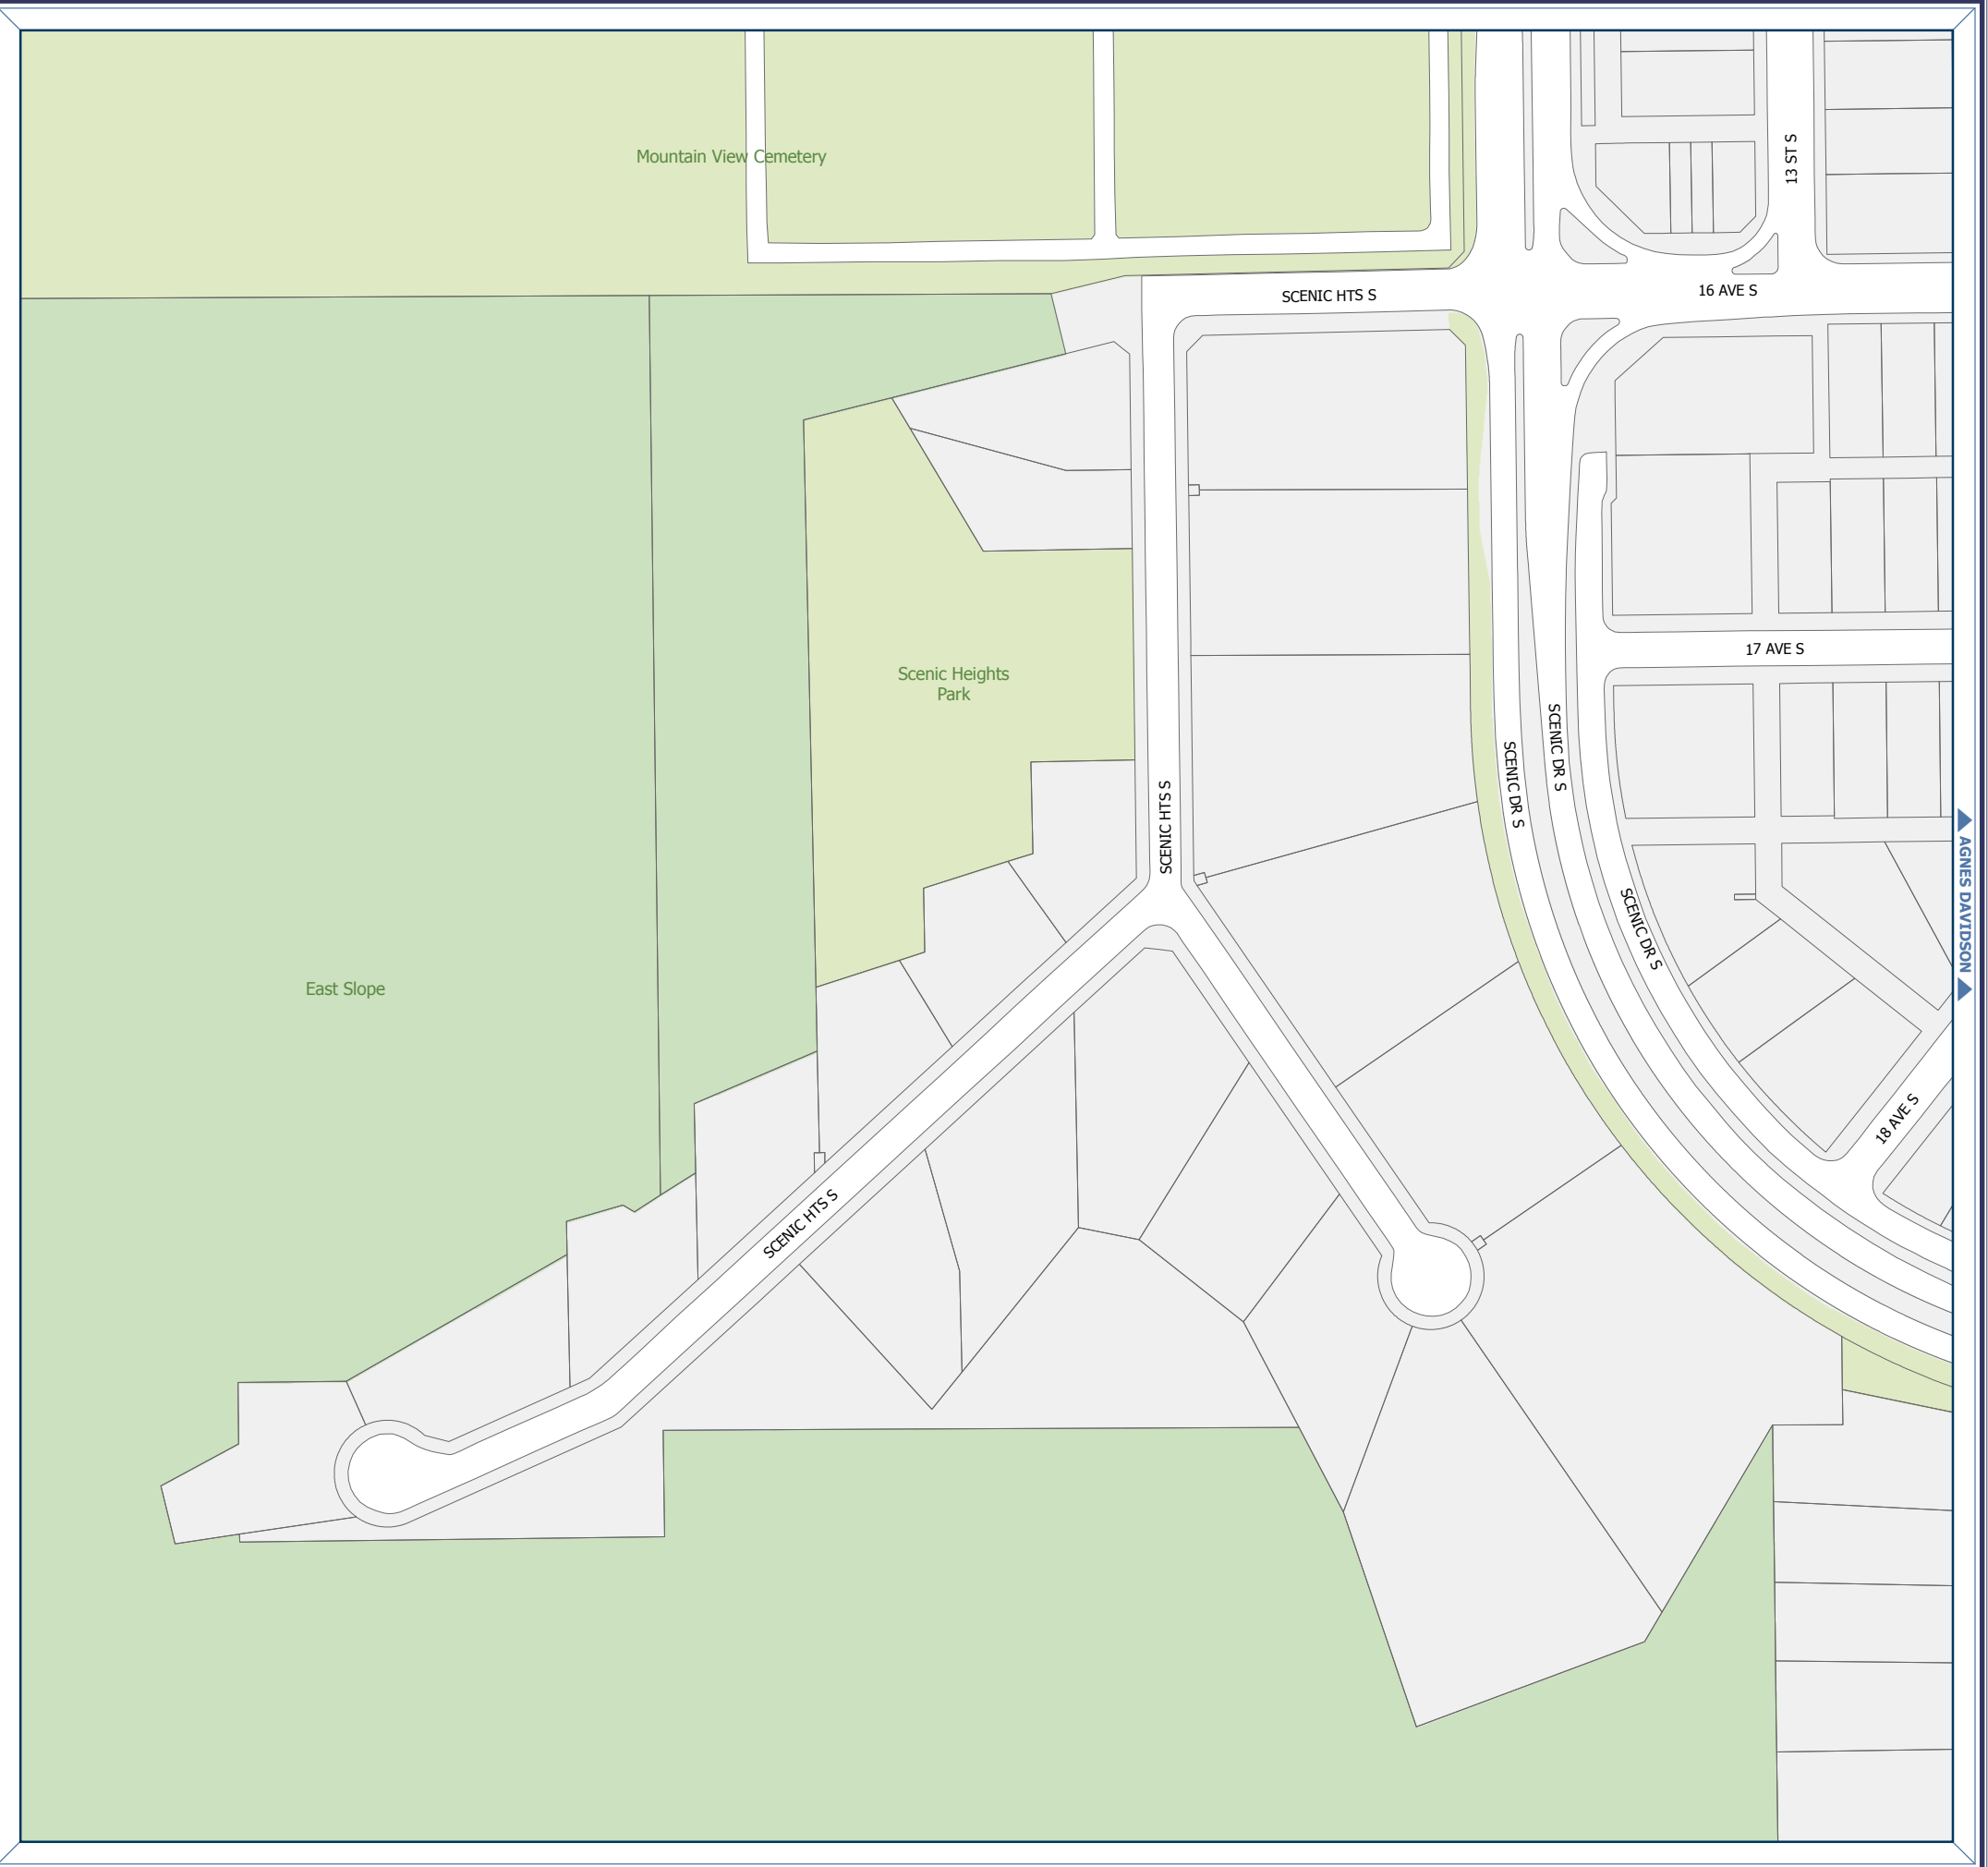 Mountain View Cemetery
13 ST S
SCENIC HTS S
16 AVE S
17 AVE S
Scenic Heights
Park
SCENIC DR S
SCENIC DR S
SCENIC HTS S
SCENIC DR S
AGNES DAVIDSON
East Slope
18 AVE S
SCENIC HTS S